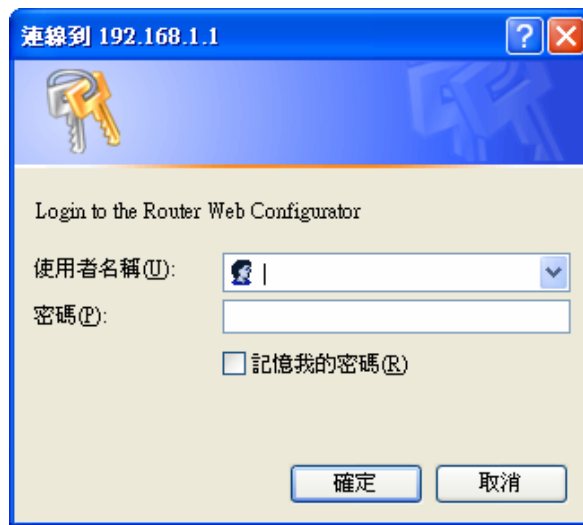 連線到 192.168.1.1
Login to the Router Web Configurator
使用者名稱(U):
密碼(P):
記憶我的密碼(R)
確定 取消